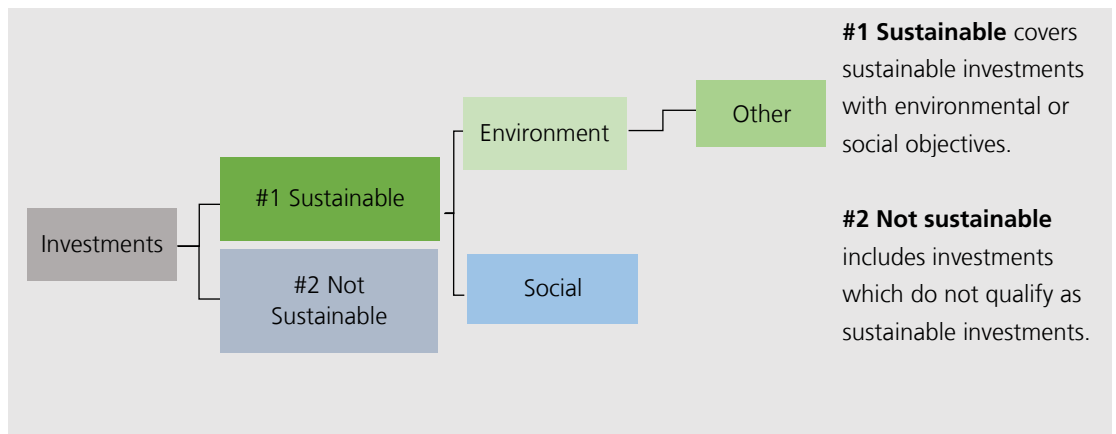 Investments
#1 Sustainable
#2 Not
Sustainable
Environment
Social
Other
#1 Sustainable covers
sustainable investments
with environmental or
social objectives.
#2 Not sustainable
includes investments
which do not qualify as
sustainable investments.